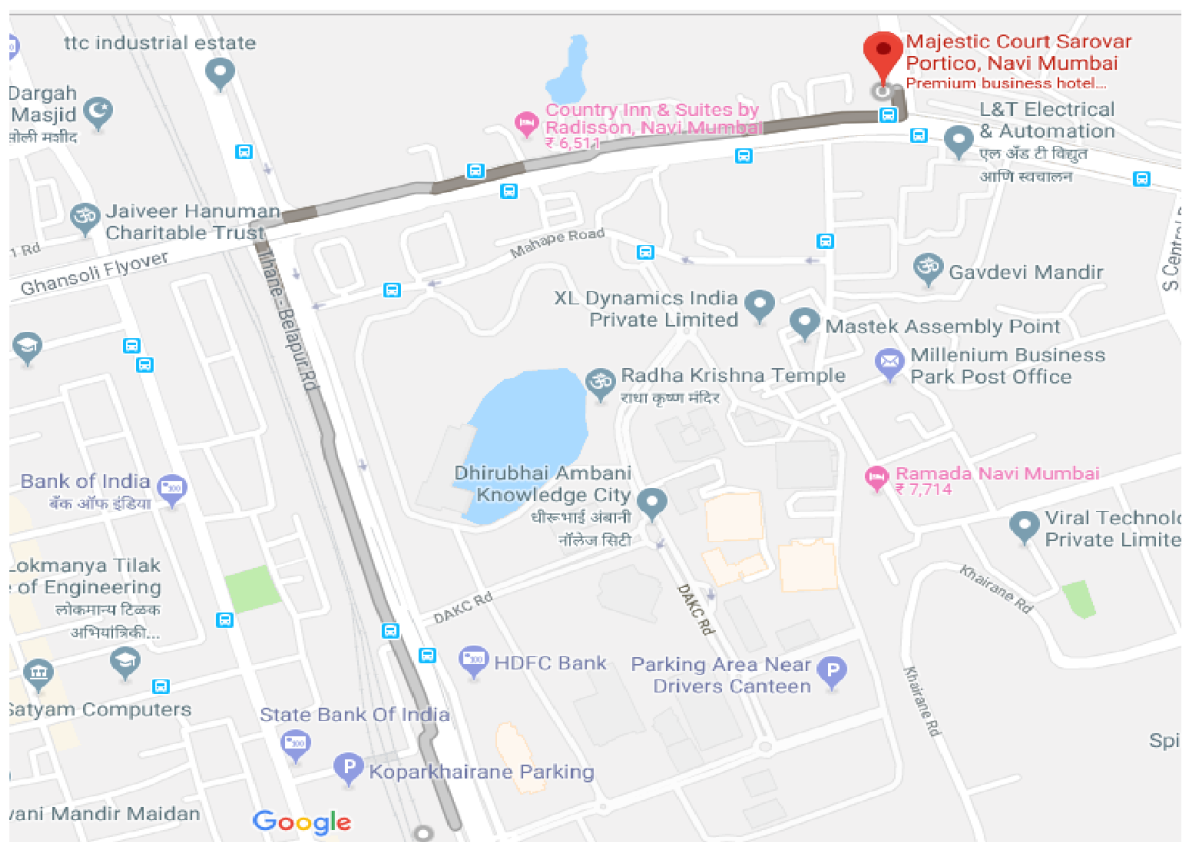 ttc industrial estate
Majestic Court Sarovar
Portico, Navi Mumbai
Premium business hotel...
Dargah
Masjid
सोली मशीद
Country Inn & Suites by
Radisson, Navi Mumbai
₹ 6,511
L&T Electrical
& Automation
एल अँड टी विद्युत
आणि स्वचालन
Jaiveer Hanuman
Charitable Trust
Rd
Ghansoli Flyover
Mahape Road
S Central
Gavdevi Mandir
Thane - Belapur Rd
XL Dynamics India
Private Limited
Mastek Assembly Point
Millenium Business
Park Post Office
Radha Krishna Temple
राधा कृष्ण मंदिर
Bank of India
बँक ऑफ इंडिया
Dhirubhai Ambani
Knowledge City
धीरूभाई अंबानी
नॉलेज सिटी
Ramada Navi Mumbai
₹ 7,714
Viral Technolo
Private Limite
Lokmanya Tilak
e of Engineering
लोकमान्य टिळक
अभियांत्रिकी...
Khairane Rd
DAKC Rd
DAKC Rd
HDFC Bank
Parking Area Near
Drivers Canteen
P
Khairane Rd
Satyam Computers
State Bank Of India
Spi
P
Koparkhairane Parking
vani Mandir Maidan
Google